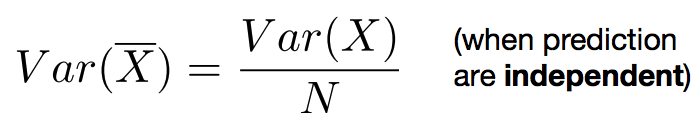 Var(X̅) = Var(X) / N
(when prediction
are independent)